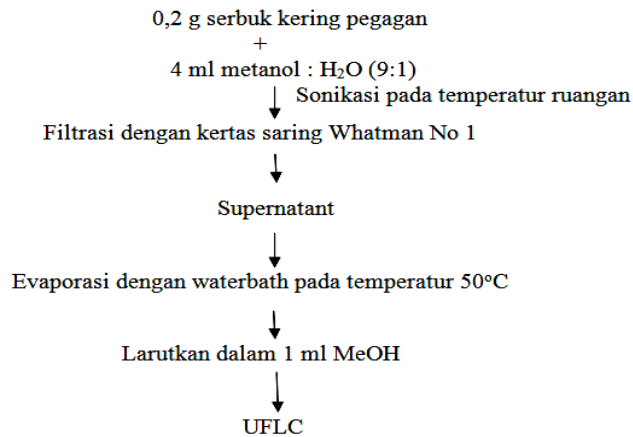 0,2 g serbuk kering pegagan
+
4 ml metanol : H₂O (9:1)
Sonikasi pada temperatur ruangan
Filtrasi dengan kertas saring Whatman No 1
Supernatant
Evaporasi dengan waterbath pada temperatur 50°C
Larutkan dalam 1 ml MeOH
UFLC